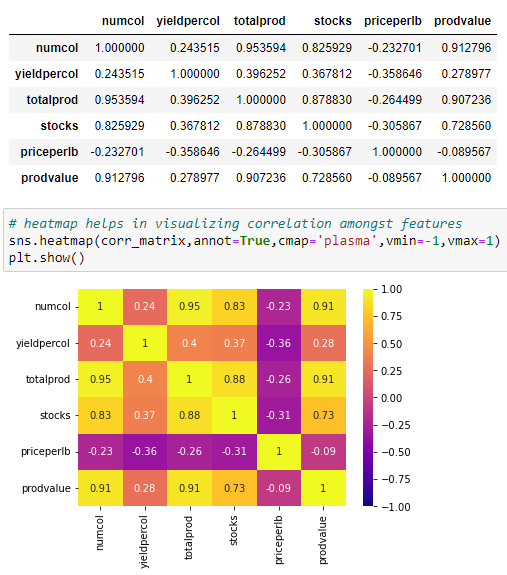 numcol yieldpercol totalprod stocks priceperlb prodvalue
numcol 1.000000 0.243515 0.953594 0.825929 -0.232701 0.912796
yieldpercol 0.243515 1.000000 0.396252 0.367812 -0.358646 0.278977
totalprod 0.953594 0.396252 1.000000 0.878830 -0.264499 0.907236
stocks 0.825929 0.367812 0.878830 1.000000 -0.305867 0.728560
priceperlb -0.232701 -0.358646 -0.264499 -0.305867 1.000000 -0.089567
prodvalue 0.912796 0.278977 0.907236 0.728560 -0.089567 1.000000
# heatmap helps in visualizing correlation amongst features
sns.heatmap(corr_matrix,annot=True,cmap='plasma',vmin=-1,vmax=1)
plt.show()
numcol 1 0.24 0.95 0.83 -0.23 0.91
yieldpercol 0.24 1 0.4 0.37 -0.36 0.28
totalprod 0.95 0.4 1 0.88 -0.26 0.91
stocks 0.83 0.37 0.88 1 -0.31 0.73
priceperlb -0.23 -0.36 -0.26 -0.31 1 -0.09
prodvalue 0.91 0.28 0.91 0.73 -0.09 1
numcol yieldpercol totalprod stocks priceperlb prodvalue
1.00
0.75
0.50
0.25
0.00
−0.25
−0.50
−0.75
−1.00